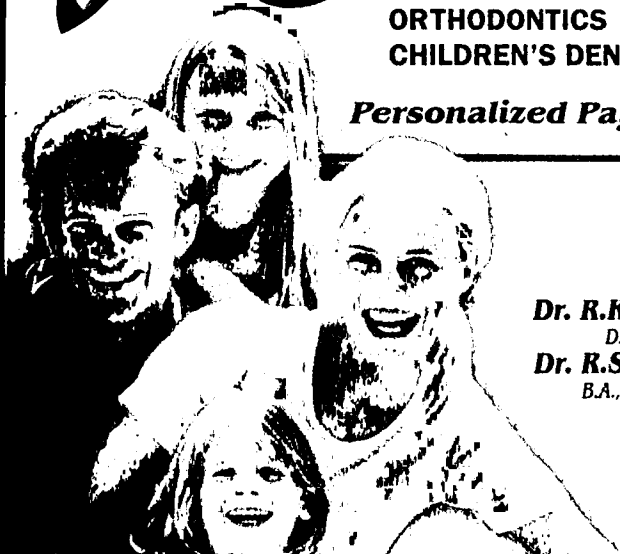 ORTHODONTICS
CHILDREN'S DEN
Personalized Pa
Dr. R.K
D.
Dr. R.S
B.A.,